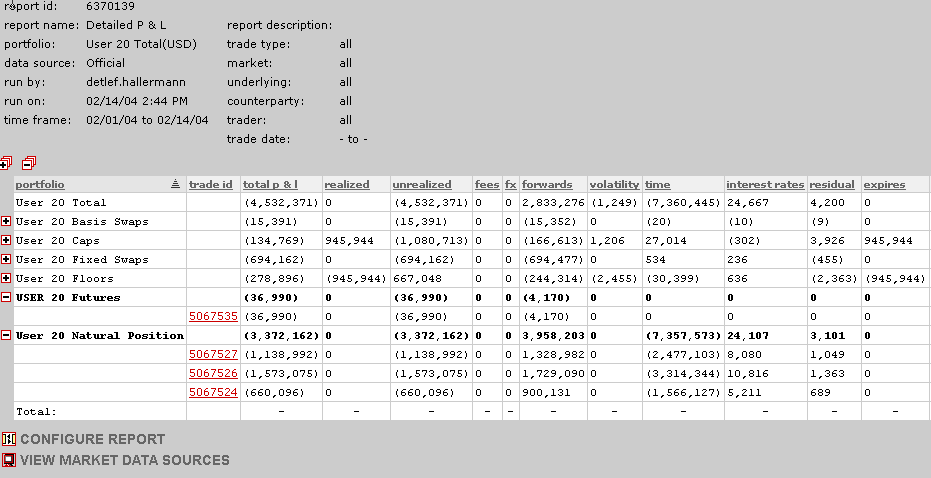 report id: 6370139
report name: Detailed P & L report description:
portfolio: User 20 Total(USD) trade type: all
data source: Official market: all
run by: detlef.hallermann underlying: all
run on: 02/14/04 2:44 PM counterparty: all
time frame: 02/01/04 to 02/14/04 trader: all
trade date: - to -
portfolio trade id total p & l realized unrealized fees fx forwards volatility time interest rates residual expires
User 20 Total (4,532,371) 0 (4,532,371) 0 0 2,833,276 (1,249) (7,360,445) 24,667 4,200 0
User 20 Basis Swaps (15,391) 0 (15,391) 0 0 (15,352) 0 (20) (10) (9) 0
User 20 Caps (134,769) 945,944 (1,080,713) 0 0 (166,613) 1,206 27,014 (302) 3,926 945,944
User 20 Fixed Swaps (694,162) 0 (694,162) 0 0 (694,477) 0 534 236 (455) 0
User 20 Floors (278,896) (945,944) 667,048 0 0 (244,314) (2,455) (30,399) 636 (2,363) (945,944)
USER 20 Futures (36,990) 0 (36,990) 0 0 (4,170) 0 0 0 0 0
5067535 (36,990) 0 (36,990) 0 0 (4,170) 0 0 0 0 0
User 20 Natural Position (3,372,162) 0 (3,372,162) 0 0 3,958,203 0 (7,357,573) 24,107 3,101 0
5067527 (1,138,992) 0 (1,138,992) 0 0 1,328,982 0 (2,477,103) 8,080 1,049 0
5067526 (1,573,075) 0 (1,573,075) 0 0 1,729,090 0 (3,314,344) 10,816 1,363 0
5067524 (660,096) 0 (660,096) 0 0 900,131 0 (1,566,127) 5,211 689 0
Total: - - - - - - - - - - -
CONFIGURE REPORT
VIEW MARKET DATA SOURCES